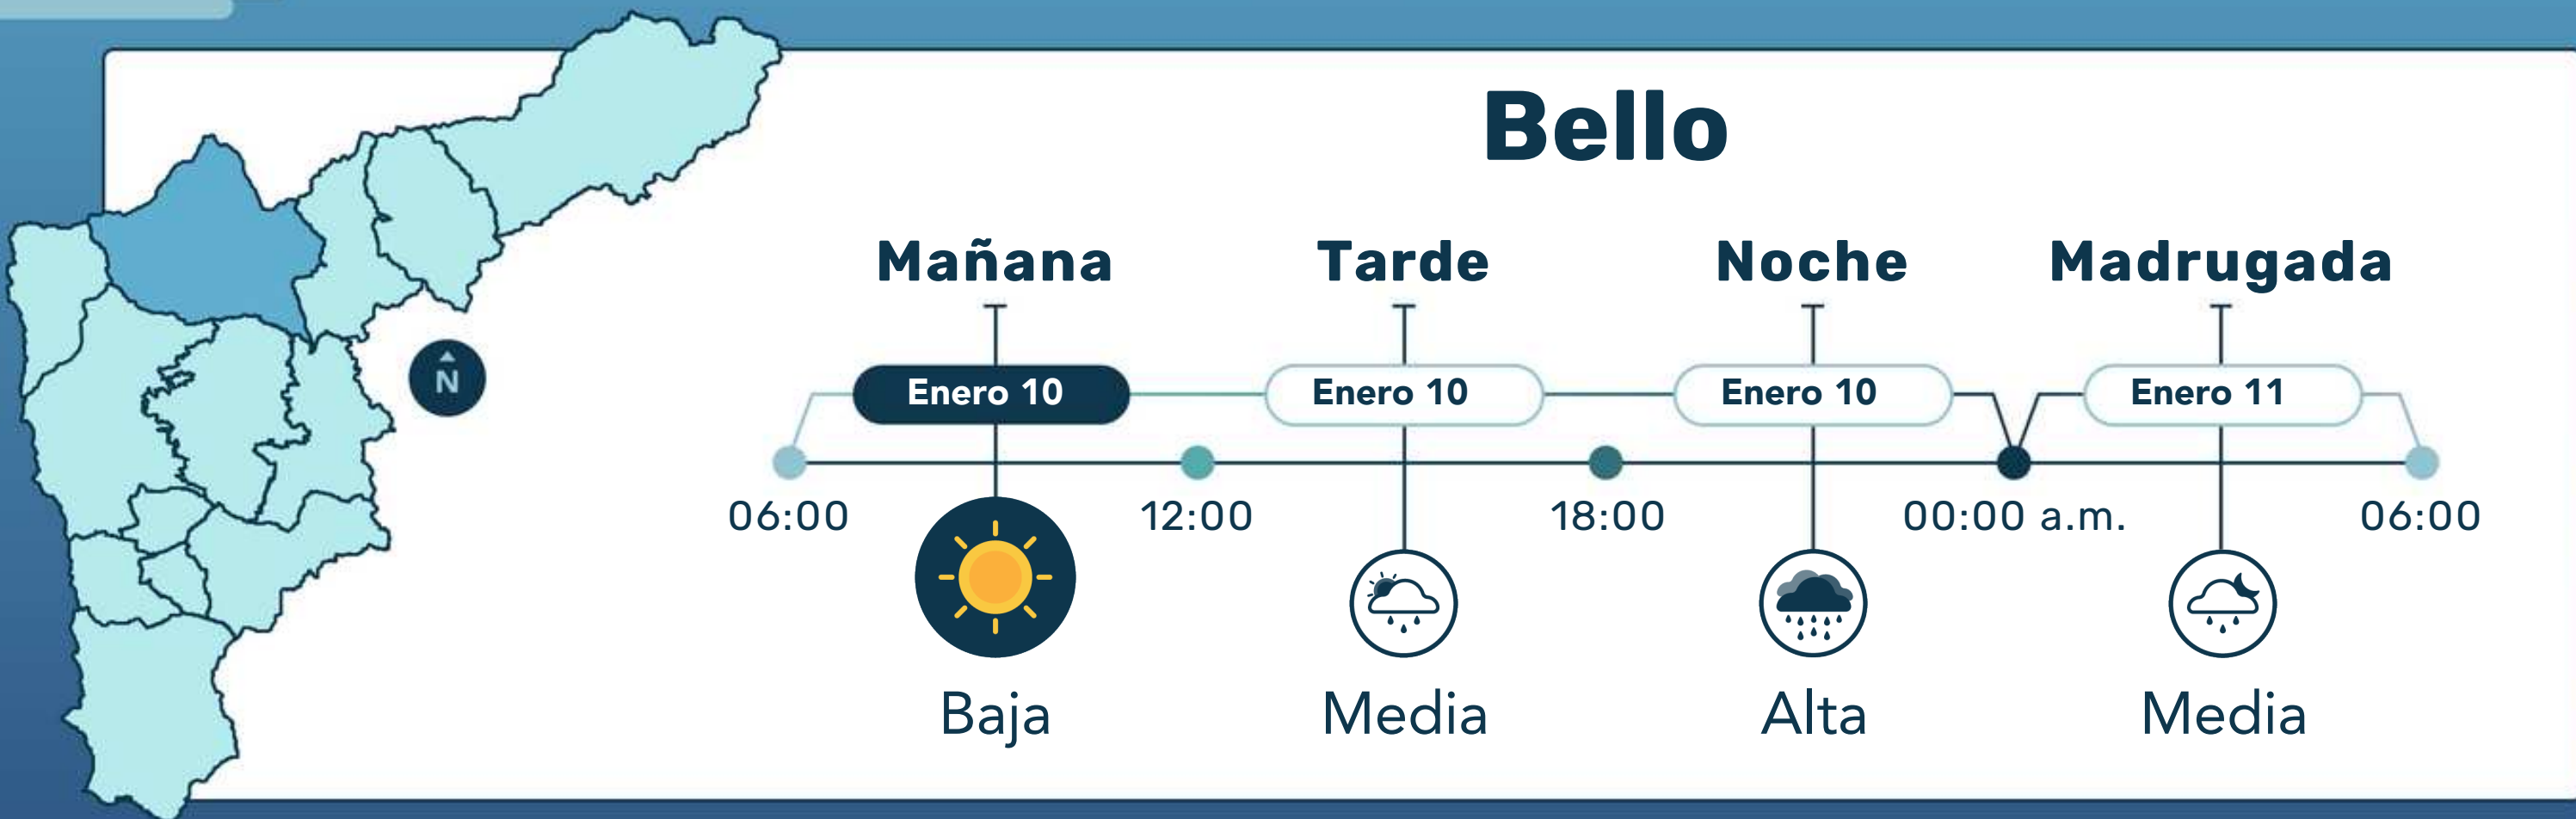 Bello
Mañana Tarde Noche Madrugada
Enero 10 Enero 10 Enero 10 Enero 11
N
06:00 12:00 18:00 00:00 a.m. 06:00
Baja Media Alta Media